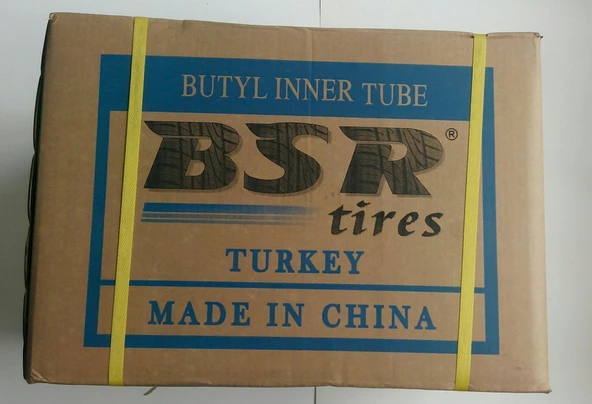 BUTYL INNER TUBE
BSR®
tires
TURKEY
MADE IN CHINA